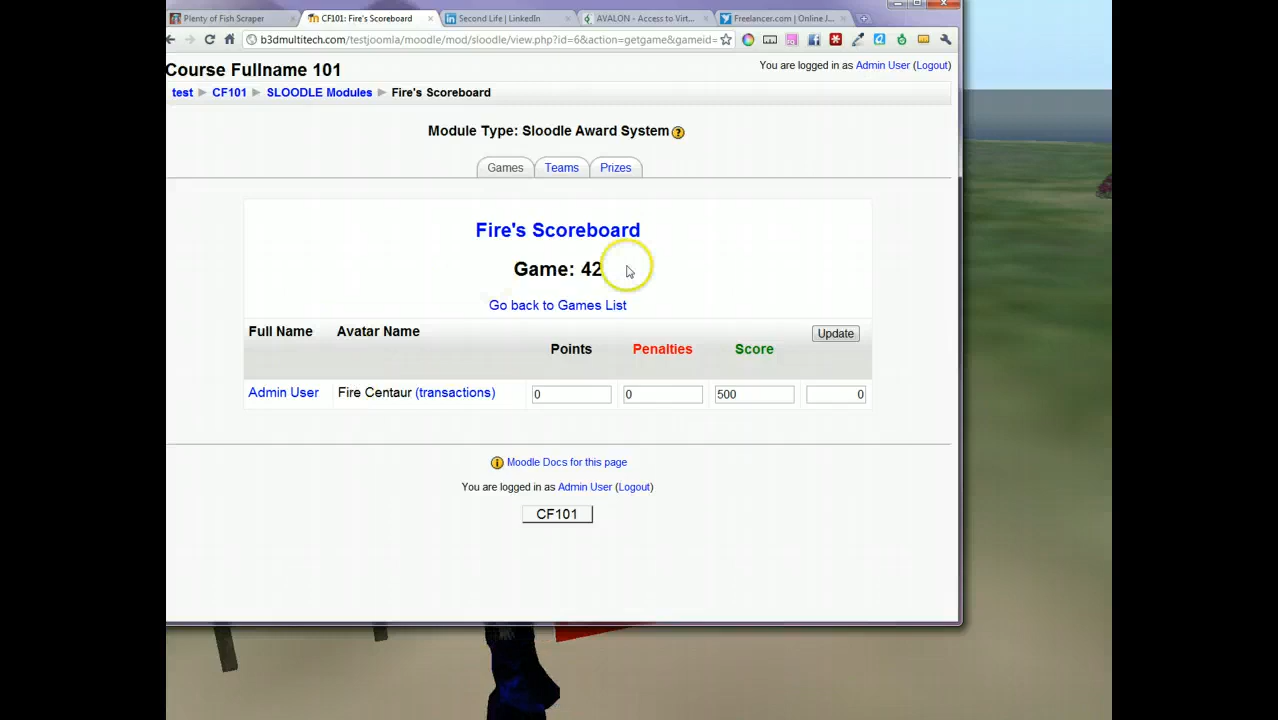 Plenty of Fish Scraper
CF101: Fire's Scoreboard
Second Life | LinkedIn
AVALON - Access to Virt...
Freelancer.com | Online J...
b3dmultitech.com/testjoomla/moodle/mod/sloodle/view.php?id=6&action=getgame&gameid=
Course Fullname 101
You are logged in as Admin User (Logout)
test ► CF101 ► SLOODLE Modules ► Fire's Scoreboard
Module Type: Sloodle Award System
Games Teams Prizes
Fire's Scoreboard
Game: 42
Go back to Games List
Full Name Avatar Name Update
Points Penalties Score
Admin User Fire Centaur (transactions) 0 0 500 0
Moodle Docs for this page
You are logged in as Admin User (Logout)
CF101